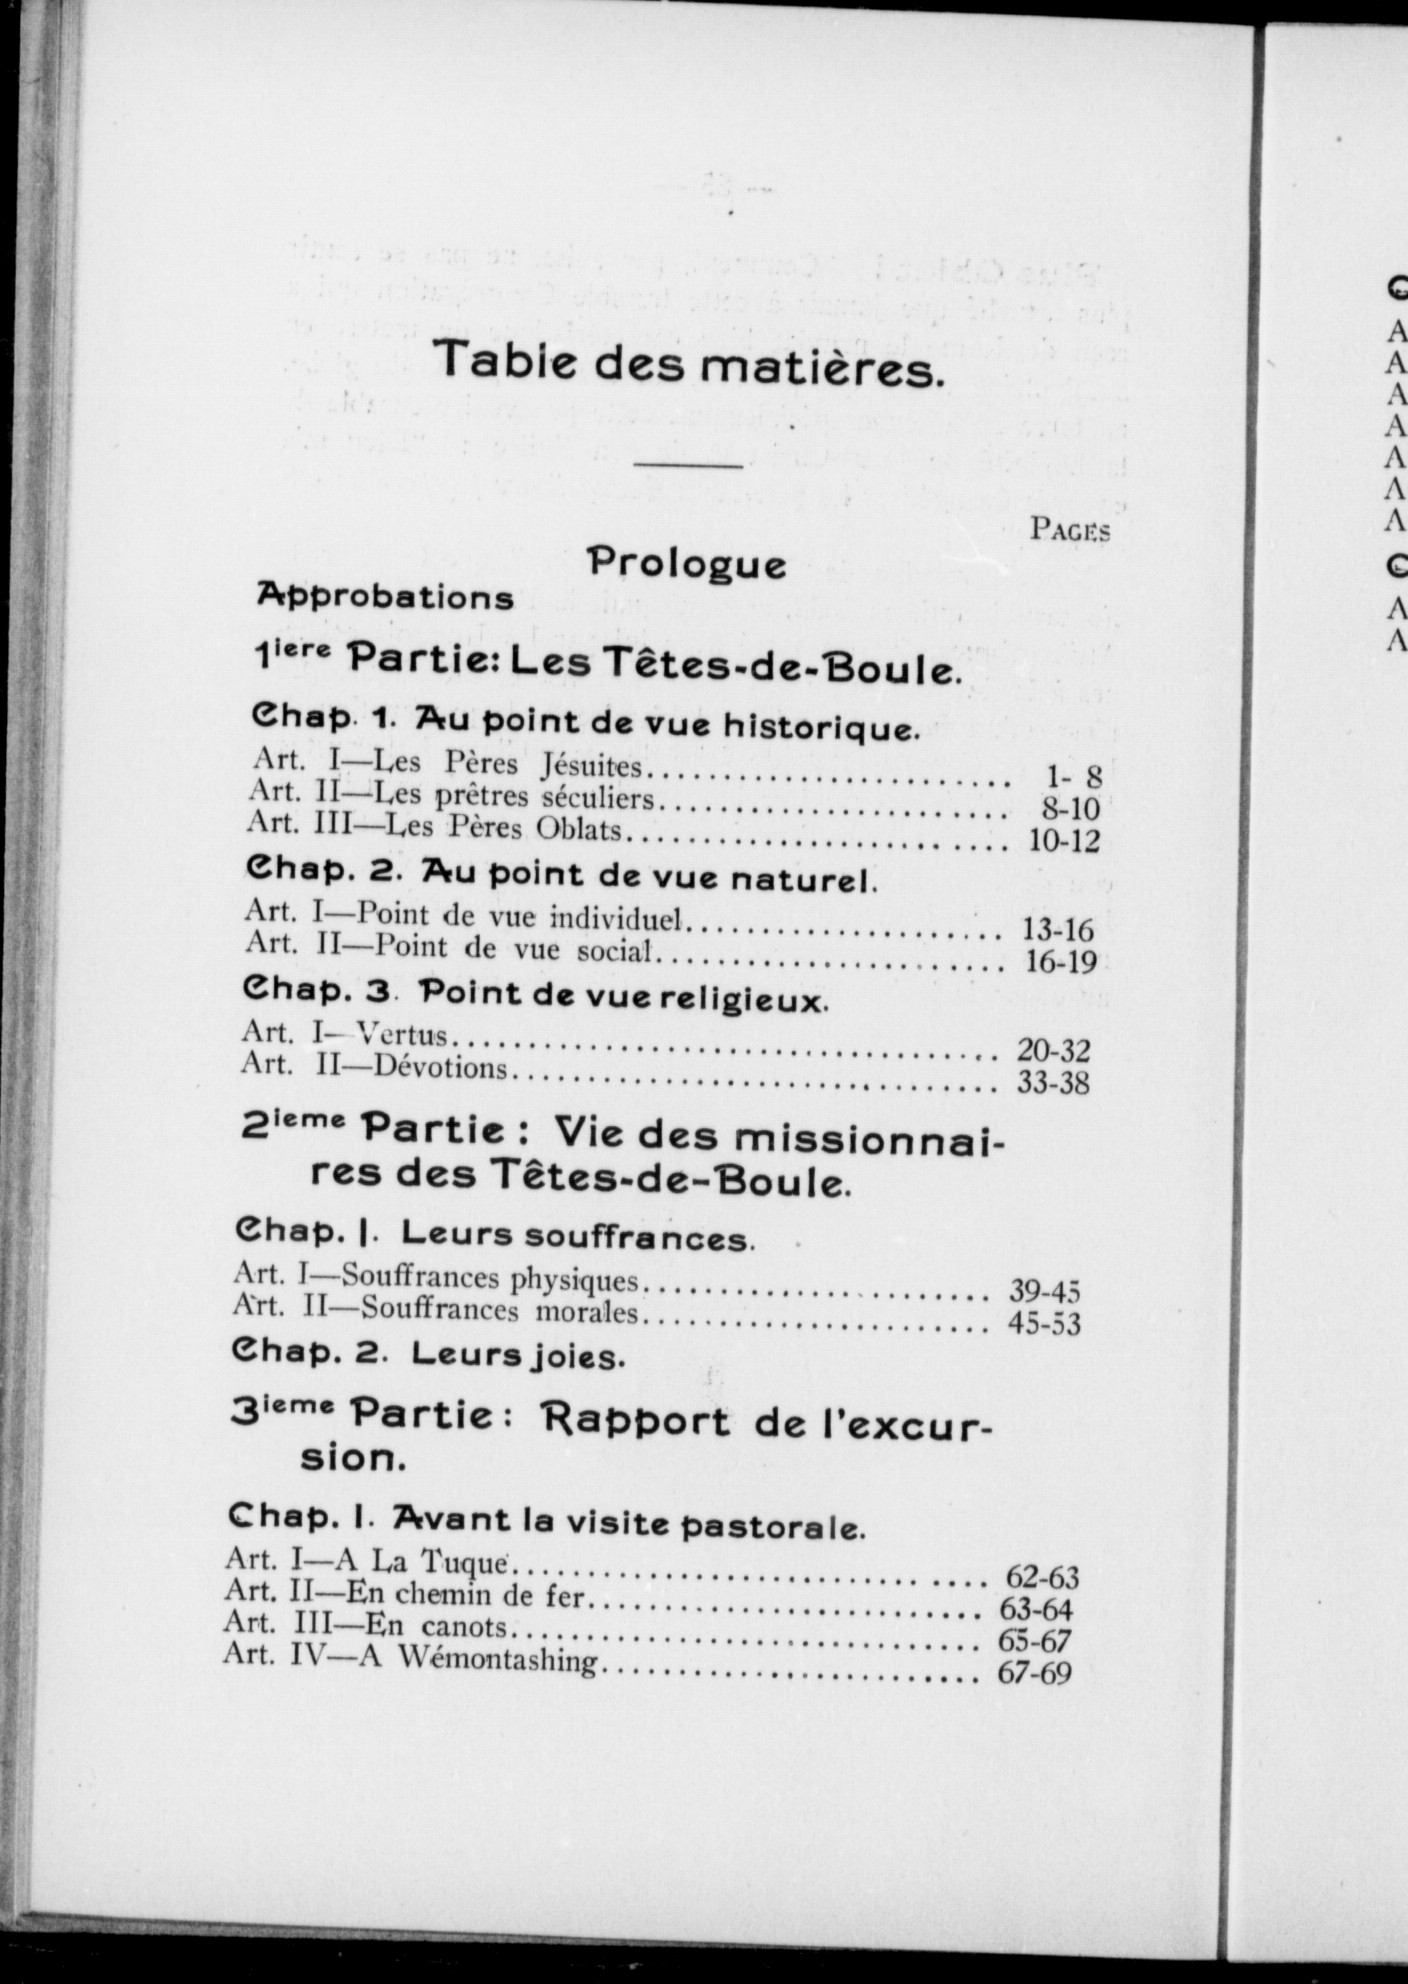 Table des matières.
PAGES
Prologue
Approbations
1iere Partie: Les Têtes-de-Boule.
Chap. 1. Au point de vue historique.
Art. I—Les Pères Jésuites........................ 1- 8
Art. II—Les prêtres séculiers....................... 8-10
Art. III—Les Pères Oblats......................... 10-12
Chap. 2. Au point de vue naturel.
Art. I—Point de vue individuel..................... 13-16
Art. II—Point de vue social....................... 16-19
Chap. 3. Point de vue religieux.
Art. I—Vertus.................................... 20-32
Art. II—Dévotions................................ 33-38
2ieme Partie : Vie des missionnai-
res des Têtes-de-Boule.
Chap. I. Leurs souffrances.
Art. I—Souffrances physiques....................... 39-45
Art. II—Souffrances morales....................... 45-53
Chap. 2. Leurs joies.
3ieme Partie : Rapport de l'excur-
sion.
Chap. I. Avant la visite pastorale.
Art. I—A La Tuque............................... 62-63
Art. II—En chemin de fer.......................... 63-64
Art. III—En canots............................... 65-67
Art. IV—A Wémontashing......................... 67-69